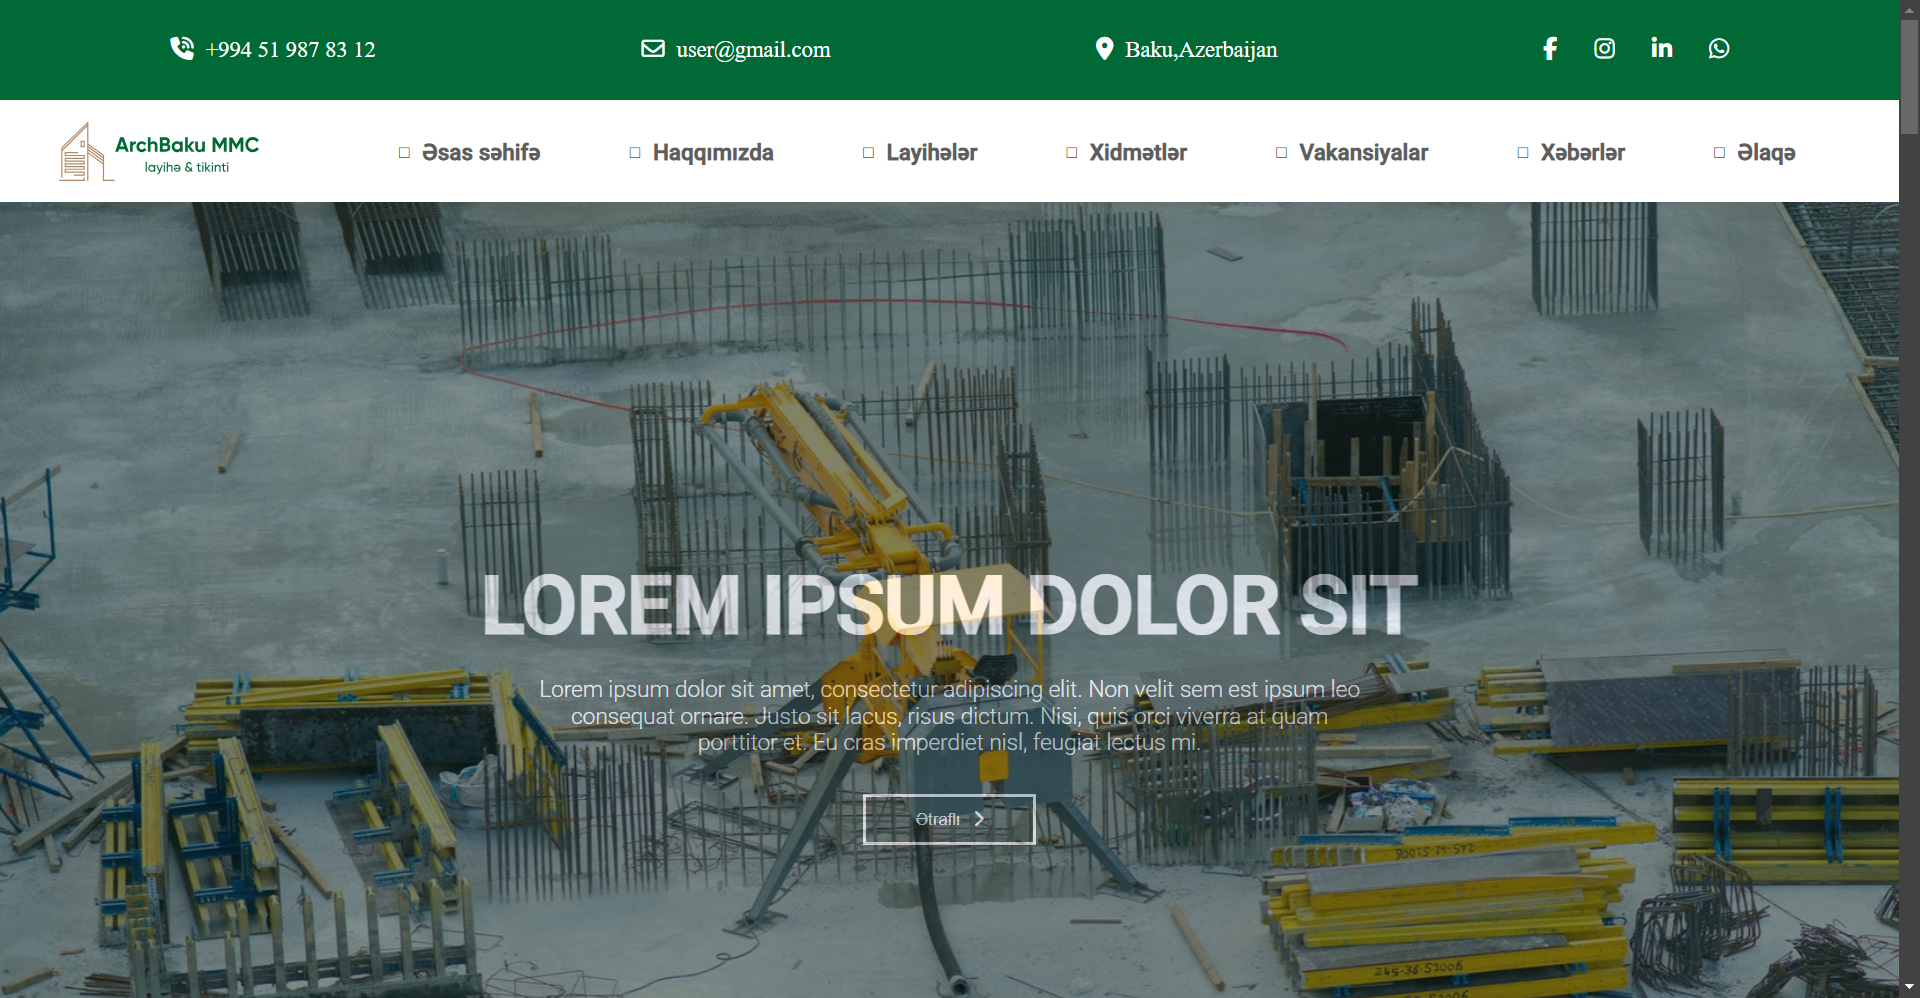 +994 51 987 83 12
user@gmail.com
Baku,Azerbaijan
ArchBaku MMC
layihə & tikinti
Əsas səhifə
Haqqımızda
Layihələr
Xidmətlər
Vakansiyalar
Xəbərlər
Əlaqə
LOREM IPSUM DOLOR SIT
Lorem ipsum dolor sit amet, consectetur adipiscing elit. Non velit sem est ipsum leo
consequat ornare. Justo sit lacus, risus dictum. Nisi, quis orci viverra at quam
porttitor et. Eu cras imperdiet nisl, feugiat lectus mi.
Ətraflı
245-36-51006